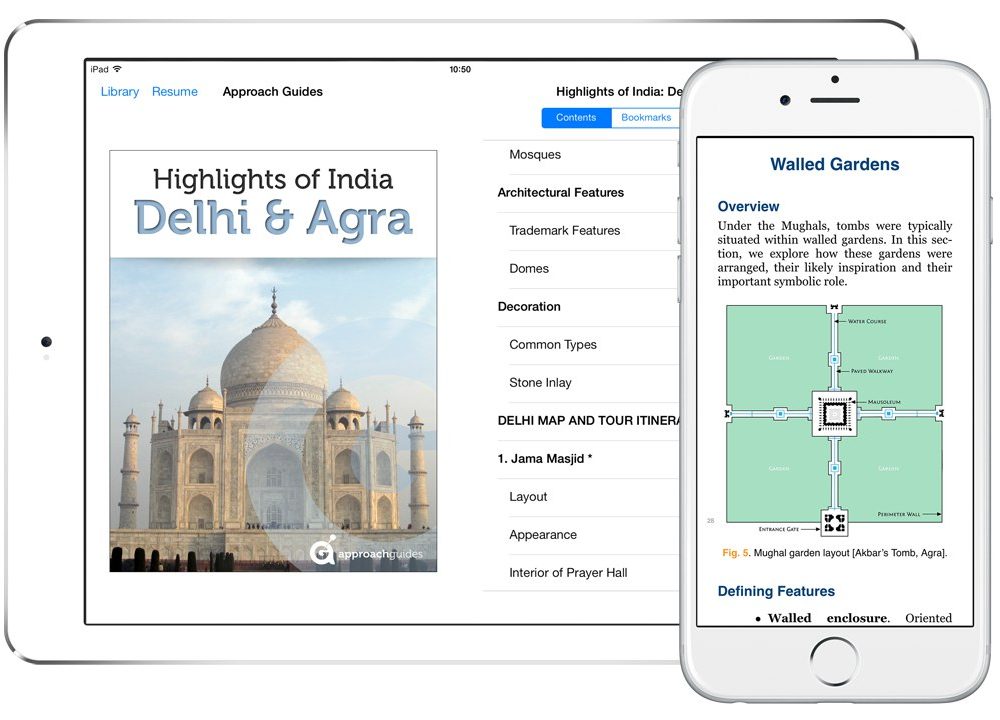 iPad
10:50
Library Resume Approach Guides
Highlights of India
Delhi & Agra
approachguides
Highlights of India: De
Contents Bookmarks
Mosques
Architectural Features
Trademark Features
Domes
Decoration
Common Types
Stone Inlay
DELHI MAP AND TOUR ITINERA
1. Jama Masjid *
Layout
Appearance
Interior of Prayer Hall
Walled Gardens
Overview
Under the Mughals, tombs were typically
situated within walled gardens. In this sec-
tion, we explore how these gardens were
arranged, their likely inspiration and their
important symbolic role.
WATER COURSE
GARDEN GARDEN
PAVED WALKWAY
MAUSOLEUM
GARDEN GARDEN
PERIMETER WALL
28
ENTRANCE GATE
Fig. 5. Mughal garden layout [Akbar's Tomb, Agra].
Defining Features
• Walled enclosure. Oriented